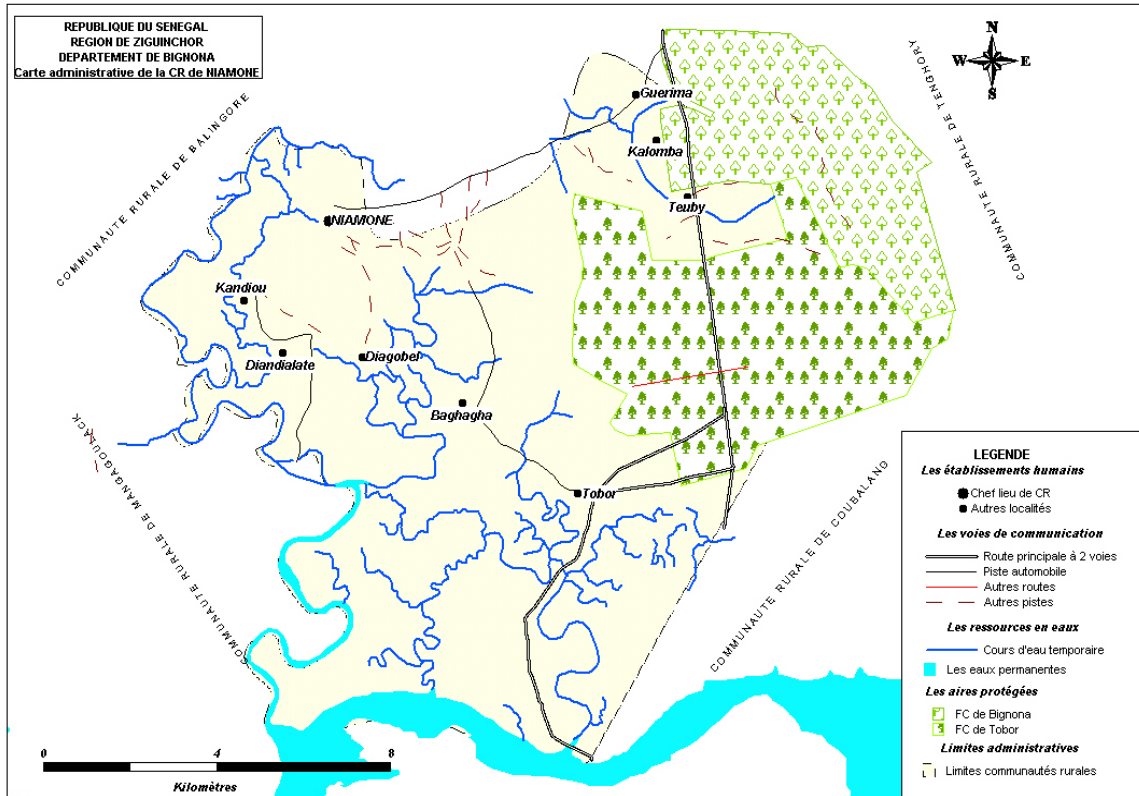 REPUBLIQUE DU SENEGAL
REGION DE ZIGUINCHOR
DEPARTEMENT DE BIGNONA
Carte administrative de la CR de NIAMONE
N
W
E
S
COMMUNAUTE RURALE DE BALINGORE
COMMUNAUTE RURALE DE TENGHORY
Guerima
Kalomba
Teuby
NIAMONE
Kandiou
Diandialate
Diagobel
Baghagha
Tobor
COMMUNAUTE RURALE DE MANGAGOULACK
COMMUNAUTE RURALE DE COUBALAND
LEGENDE
Les établissements humains
Chef lieu de CR
Autres localités
Les voies de communication
Route principale à 2 voies
Piste automobile
Autres routes
Autres pistes
Les ressources en eaux
Cours d'eau temporaire
Les eaux permanentes
Les aires protégées
FC de Bignona
FC de Tobor
Limites administratives
Limites communautés rurales
0 4 8
Kilomètres